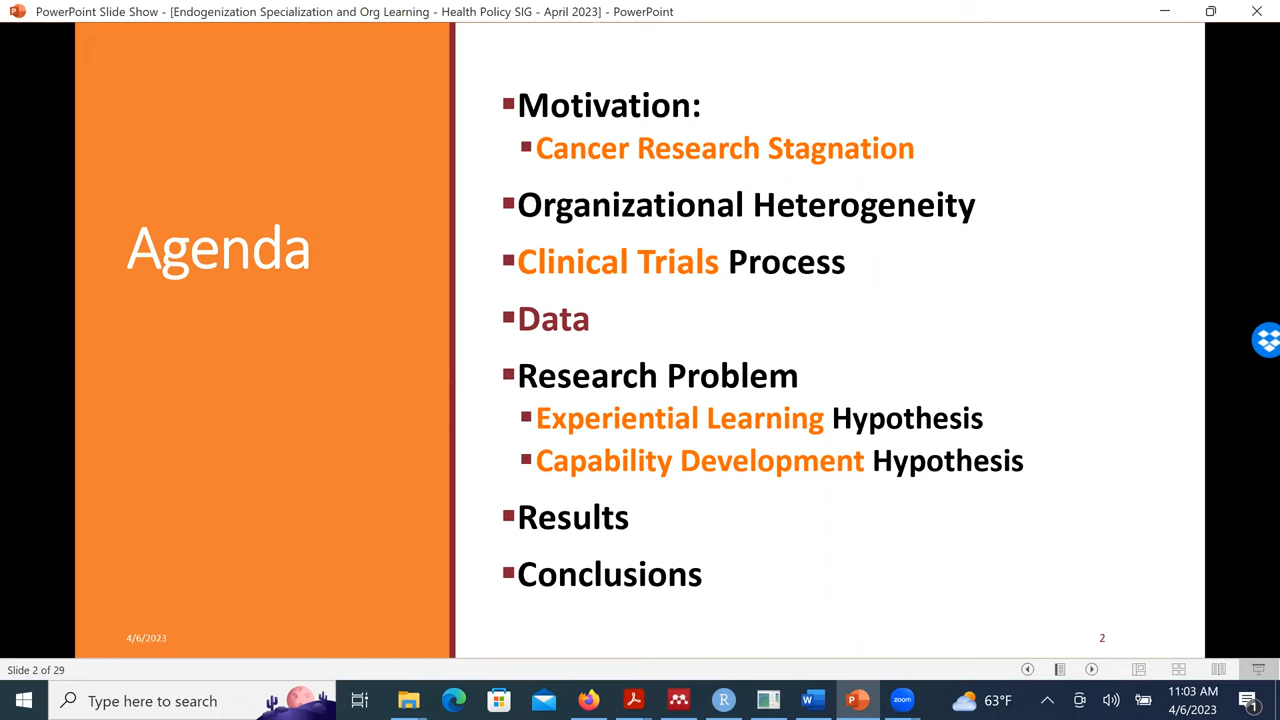 PowerPoint Slide Show - [Endogenization Specialization and Org Learning - Health Policy SIG - April 2023] - PowerPoint
Agenda
Motivation:
Cancer Research Stagnation
Organizational Heterogeneity
Clinical Trials Process
Data
Research Problem
Experiential Learning Hypothesis
Capability Development Hypothesis
Results
Conclusions
4/6/2023
2
Slide 2 of 29
Type here to search
63°F
11:03 AM
4/6/2023
1